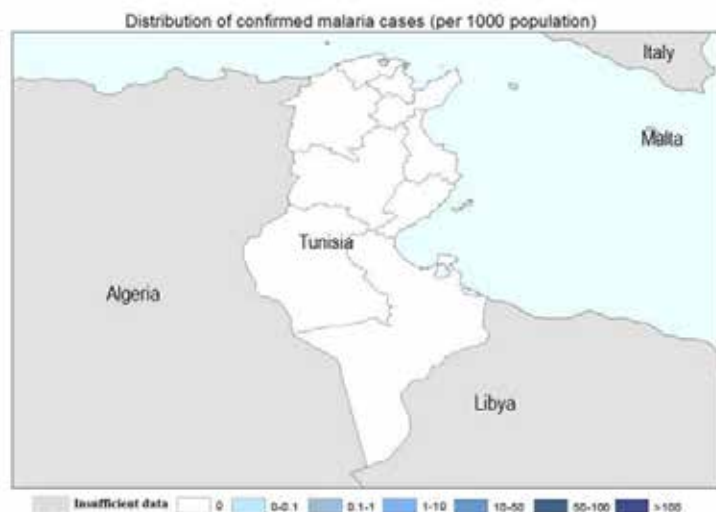 Distribution of confirmed malaria cases (per 1000 population)
Italy
Malta
Tunisia
Algeria
Libya
Insufficient data 0 0-0.1 0.1-1 1-10 10-50 50-100 >100